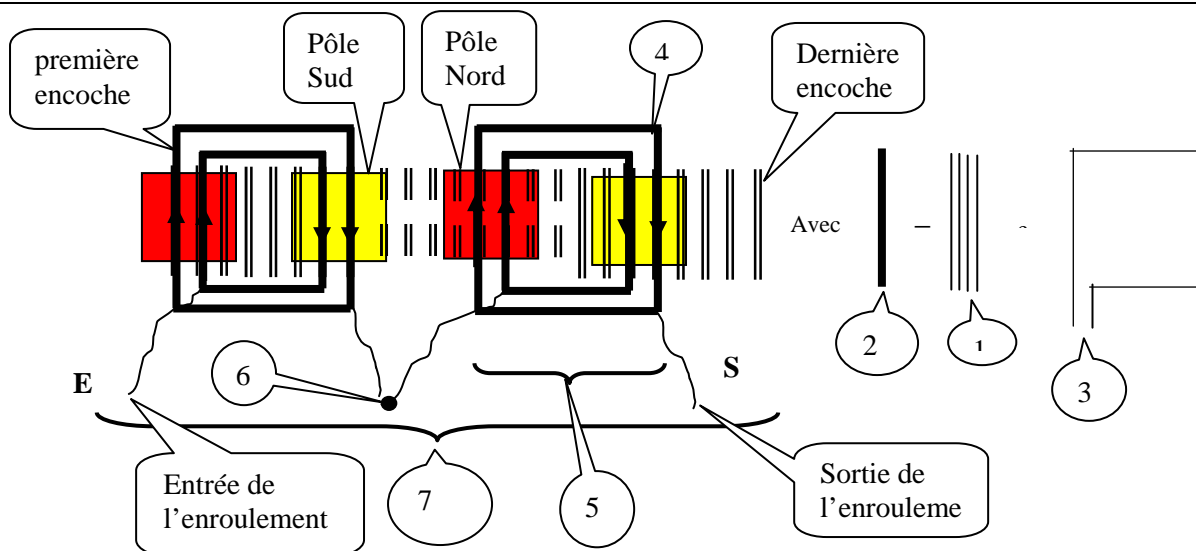 première
encoche
Pôle
Sud
Pôle
Nord
4
Dernière
encoche
Avec
2
1
3
E
6
S
Entrée de
l’enroulement
7
5
Sortie de
l’enrouleme